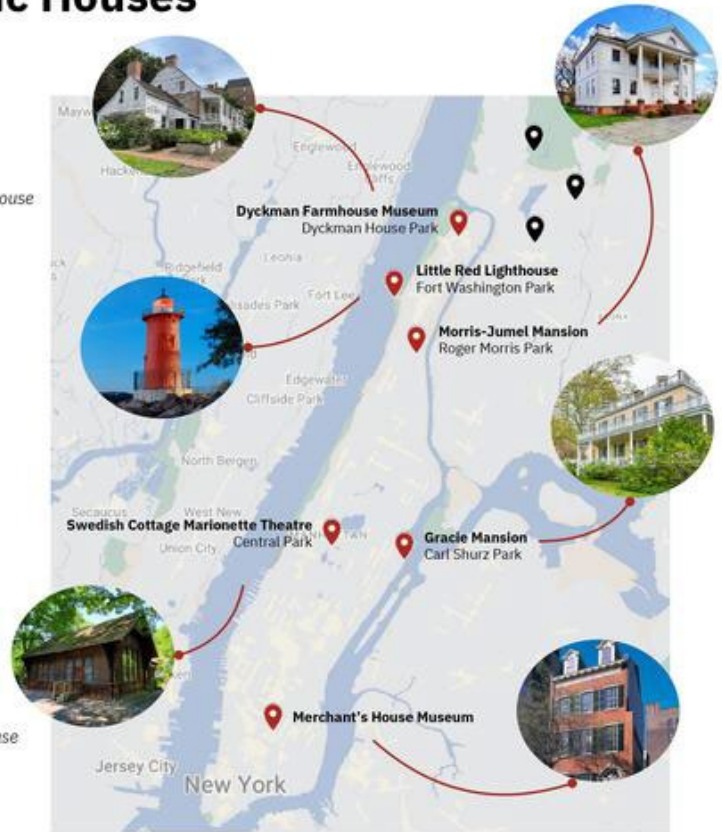 Houses
Mayw
Englewood
Englewood
Cliffs
Hacke
ouse
Dyckman Farmhouse Museum
Dyckman House Park
Leonia
Little Red Lighthouse
Fort Washington Park
Ridgefield
Park
Fort Lee
lisades Park
Morris-Jumel Mansion
Roger Morris Park
Edgewater
Cliffside Park
North Bergen
Secaucus
West New
Swedish Cottage Marionette Theatre
Central Park
Union City
Gracie Mansion
Carl Shurz Park
Merchant's House Museum
Jersey City
New York